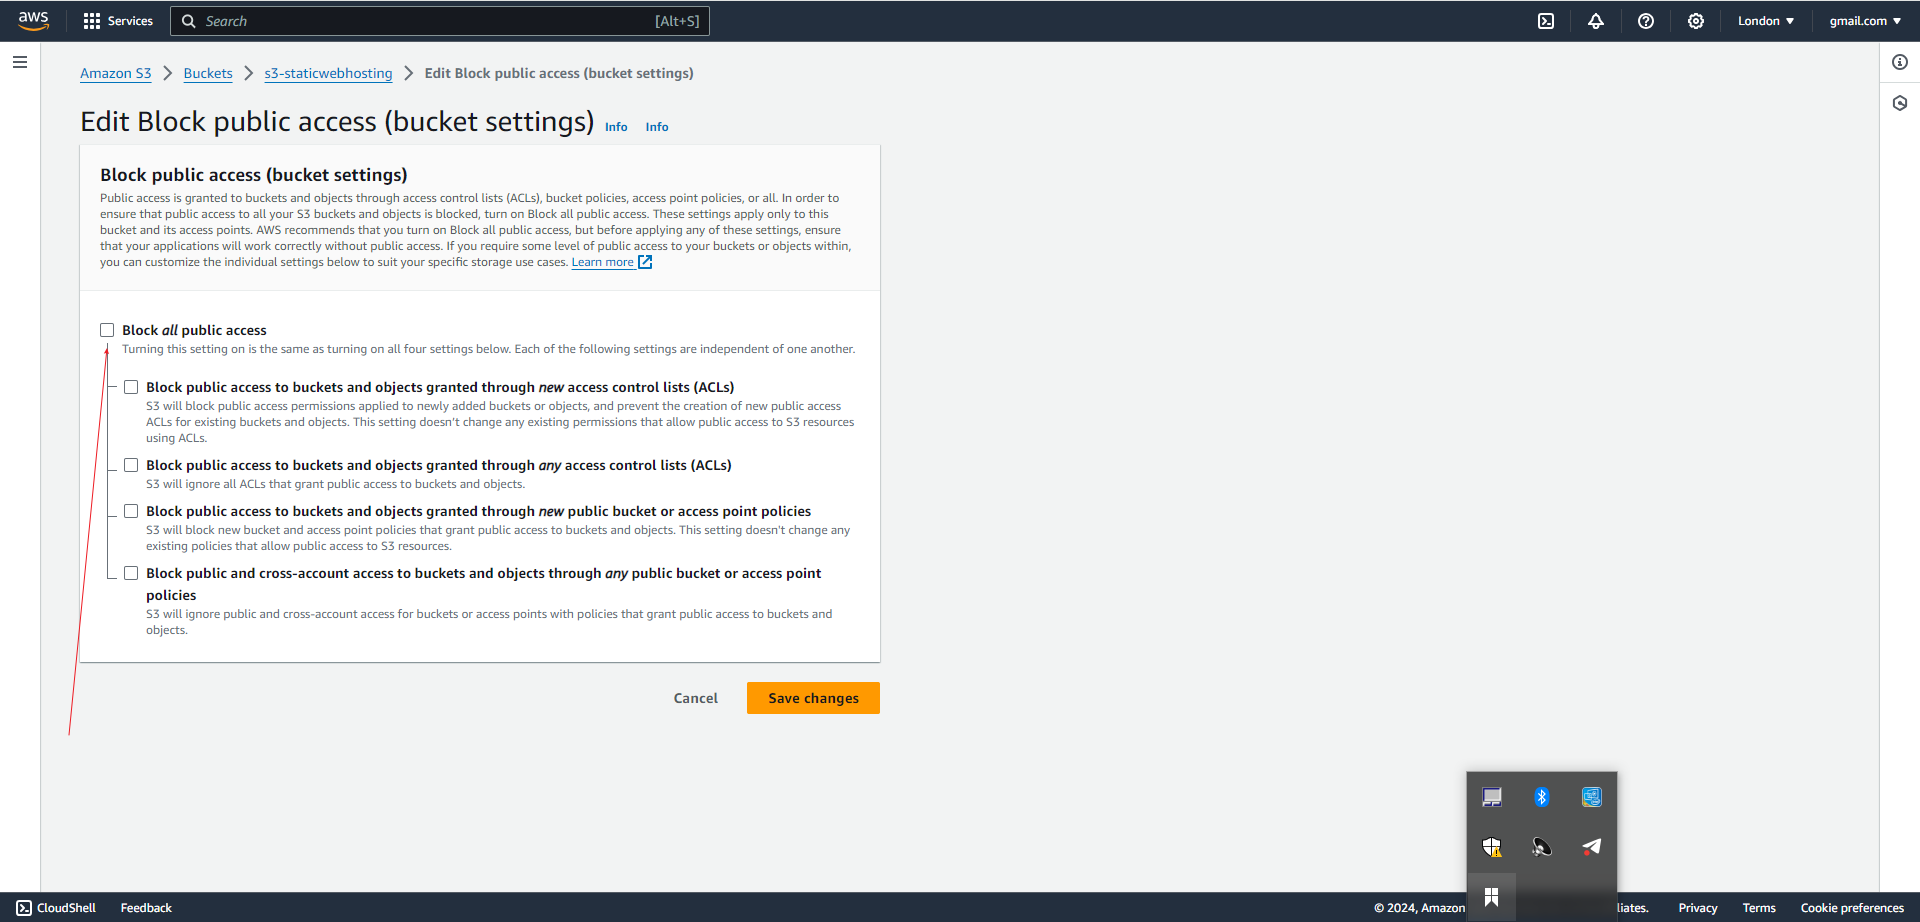 aws
Services
Search
[Alt+S]
London
gmail.com
Amazon S3
Buckets
s3-staticwebhosting
Edit Block public access (bucket settings)
Edit Block public access (bucket settings)
Info
Info
Block public access (bucket settings)
Public access is granted to buckets and objects through access control lists (ACLs), bucket policies, access point policies, or all. In order to
ensure that public access to all your S3 buckets and objects is blocked, turn on Block all public access. These settings apply only to this
bucket and its access points. AWS recommends that you turn on Block all public access, but before applying any of these settings, ensure
that your applications will work correctly without public access. If you require some level of public access to your buckets or objects within,
you can customize the individual settings below to suit your specific storage use cases. Learn more
Block all public access
Turning this setting on is the same as turning on all four settings below. Each of the following settings are independent of one another.
Block public access to buckets and objects granted through new access control lists (ACLs)
S3 will block public access permissions applied to newly added buckets or objects, and prevent the creation of new public access
ACLs for existing buckets and objects. This setting doesn't change any existing permissions that allow public access to S3 resources
using ACLs.
Block public access to buckets and objects granted through any access control lists (ACLs)
S3 will ignore all ACLs that grant public access to buckets and objects.
Block public access to buckets and objects granted through new public bucket or access point policies
S3 will block new bucket and access point policies that grant public access to buckets and objects. This setting doesn't change any
existing policies that allow public access to S3 resources.
Block public and cross-account access to buckets and objects through any public bucket or access point
policies
S3 will ignore public and cross-account access for buckets or access points with policies that grant public access to buckets and
objects.
Cancel
Save changes
CloudShell
Feedback
© 2024, Amazon
liates.
Privacy
Terms
Cookie preferences